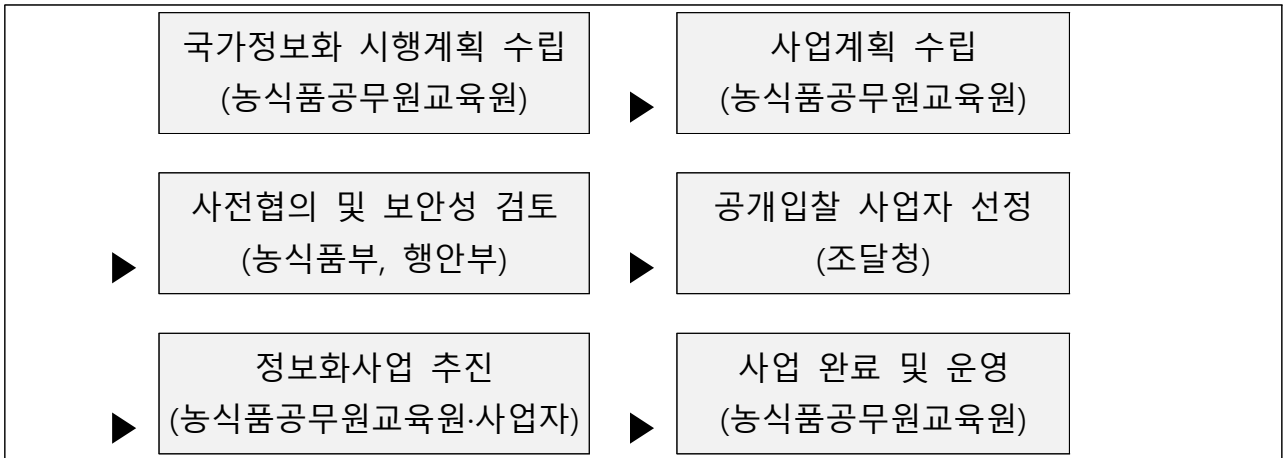 국가정보화 시행계획 수립
(농식품공무원교육원)
▶
사업계획 수립
(농식품공무원교육원)
▶
사전협의 및 보안성 검토
(농식품부, 행안부)
▶
공개입찰 사업자 선정
(조달청)
▶
정보화사업 추진
(농식품공무원교육원·사업자)
▶
사업 완료 및 운영
(농식품공무원교육원)